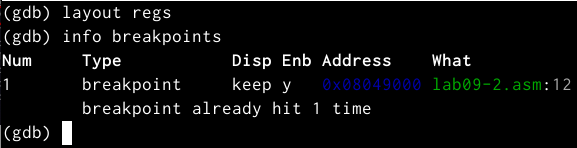 (gdb) layout regs
(gdb) info breakpoints
Num     Type           Disp Enb Address    What
1       breakpoint     keep y   0x08049000 lab09-2.asm:12
        breakpoint already hit 1 time
(gdb)